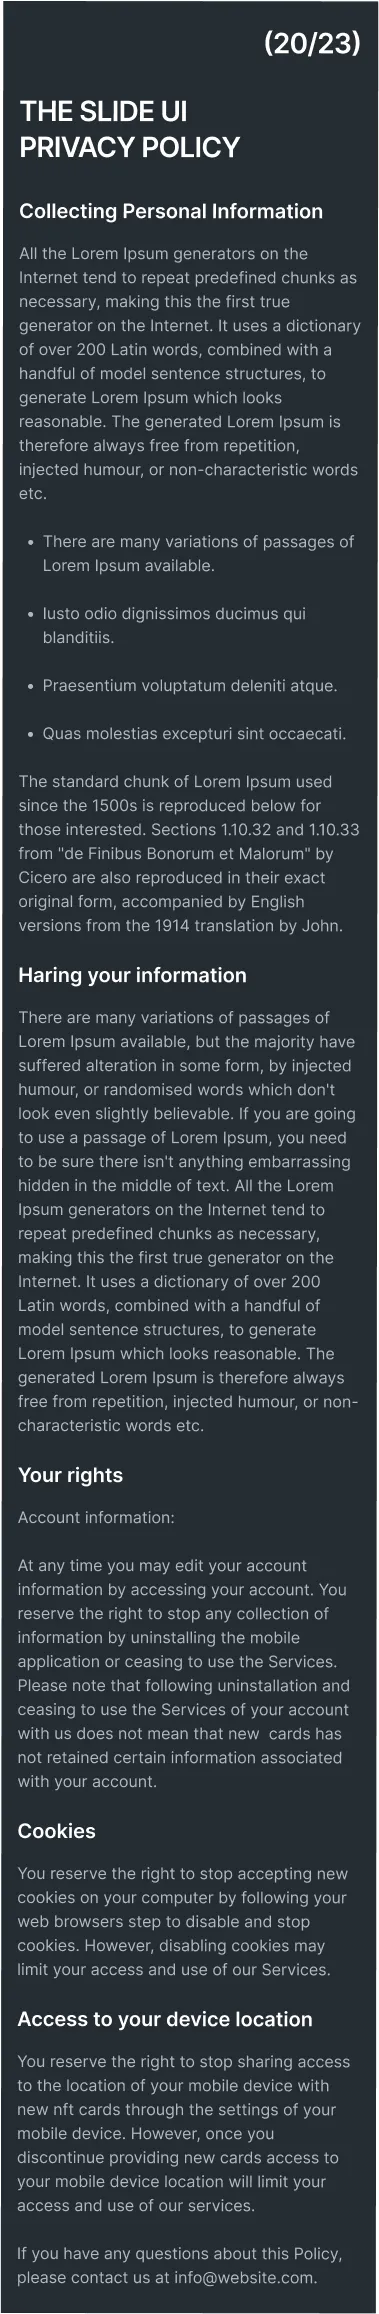 (20/23)
THE SLIDE UI
PRIVACY POLICY
Collecting Personal Information
All the Lorem Ipsum generators on the
Internet tend to repeat predefined chunks as
necessary, making this the first true
generator on the Internet. It uses a dictionary
of over 200 Latin words, combined with a
handful of model sentence structures, to
generate Lorem Ipsum which looks
reasonable. The generated Lorem Ipsum is
therefore always free from repetition,
injected humour, or non-characteristic words
etc.
• There are many variations of passages of
Lorem Ipsum available.
• Iusto odio dignissimos ducimus qui
blanditiis.
• Praesentium voluptatum deleniti atque.
• Quas molestias excepturi sint occaecati.
The standard chunk of Lorem Ipsum used
since the 1500s is reproduced below for
those interested. Sections 1.10.32 and 1.10.33
from "de Finibus Bonorum et Malorum" by
Cicero are also reproduced in their exact
original form, accompanied by English
versions from the 1914 translation by John.
Haring your information
There are many variations of passages of
Lorem Ipsum available, but the majority have
suffered alteration in some form, by injected
humour, or randomised words which don't
look even slightly believable. If you are going
to use a passage of Lorem Ipsum, you need
to be sure there isn't anything embarrassing
hidden in the middle of text. All the Lorem
Ipsum generators on the Internet tend to
repeat predefined chunks as necessary,
making this the first true generator on the
Internet. It uses a dictionary of over 200
Latin words, combined with a handful of
model sentence structures, to generate
Lorem Ipsum which looks reasonable. The
generated Lorem Ipsum is therefore always
free from repetition, injected humour, or non-
characteristic words etc.
Your rights
Account information:
At any time you may edit your account
information by accessing your account. You
reserve the right to stop any collection of
information by uninstalling the mobile
application or ceasing to use the Services.
Please note that following uninstallation and
ceasing to use the Services of your account
with us does not mean that new  cards has
not retained certain information associated
with your account.
Cookies
You reserve the right to stop accepting new
cookies on your computer by following your
web browsers step to disable and stop
cookies. However, disabling cookies may
limit your access and use of our Services.
Access to your device location
You reserve the right to stop sharing access
to the location of your mobile device with
new nft cards through the settings of your
mobile device. However, once you
discontinue providing new cards access to
your mobile device location will limit your
access and use of our services.
If you have any questions about this Policy,
please contact us at info@website.com.